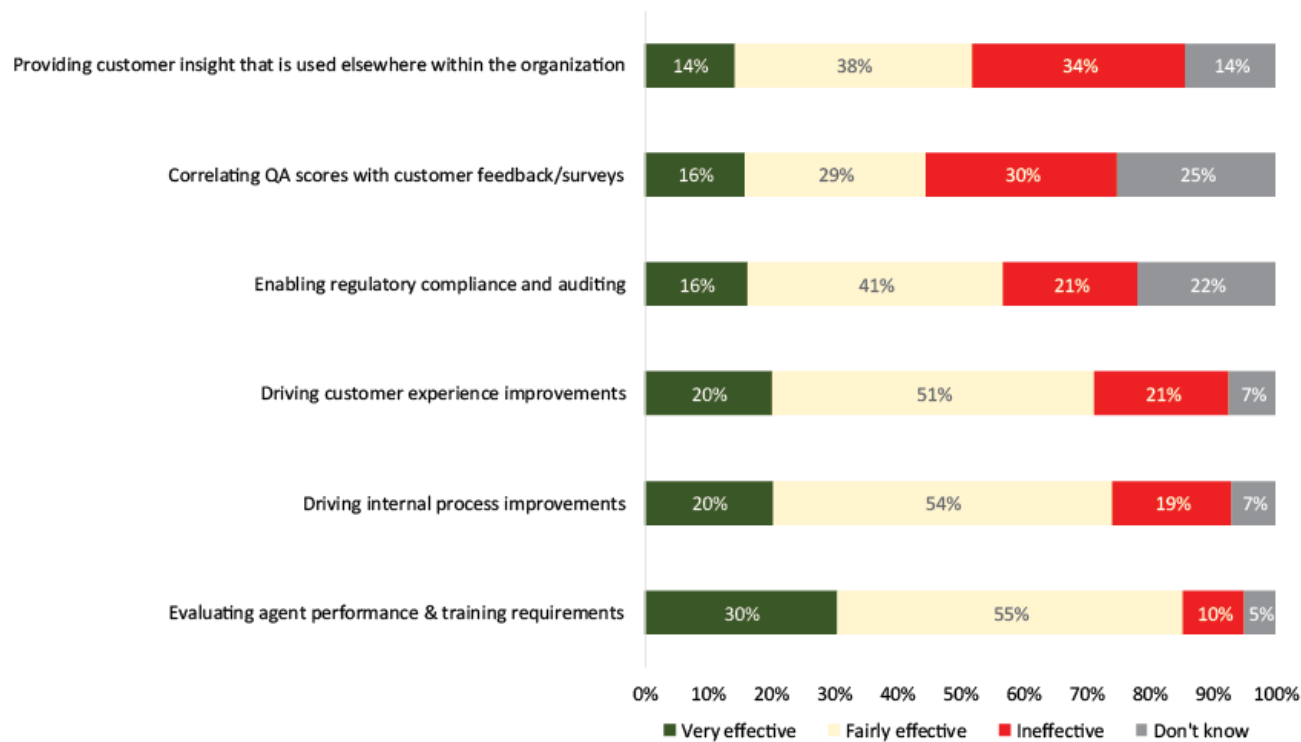 Providing customer insight that is used elsewhere within the organization 14% 38% 34% 14%
Correlating QA scores with customer feedback/surveys 16% 29% 30% 25%
Enabling regulatory compliance and auditing 16% 41% 21% 22%
Driving customer experience improvements 20% 51% 21% 7%
Driving internal process improvements 20% 54% 19% 7%
Evaluating agent performance & training requirements 30% 55% 10% 5%
0% 10% 20% 30% 40% 50% 60% 70% 80% 90% 100%
Very effective Fairly effective Ineffective Don't know